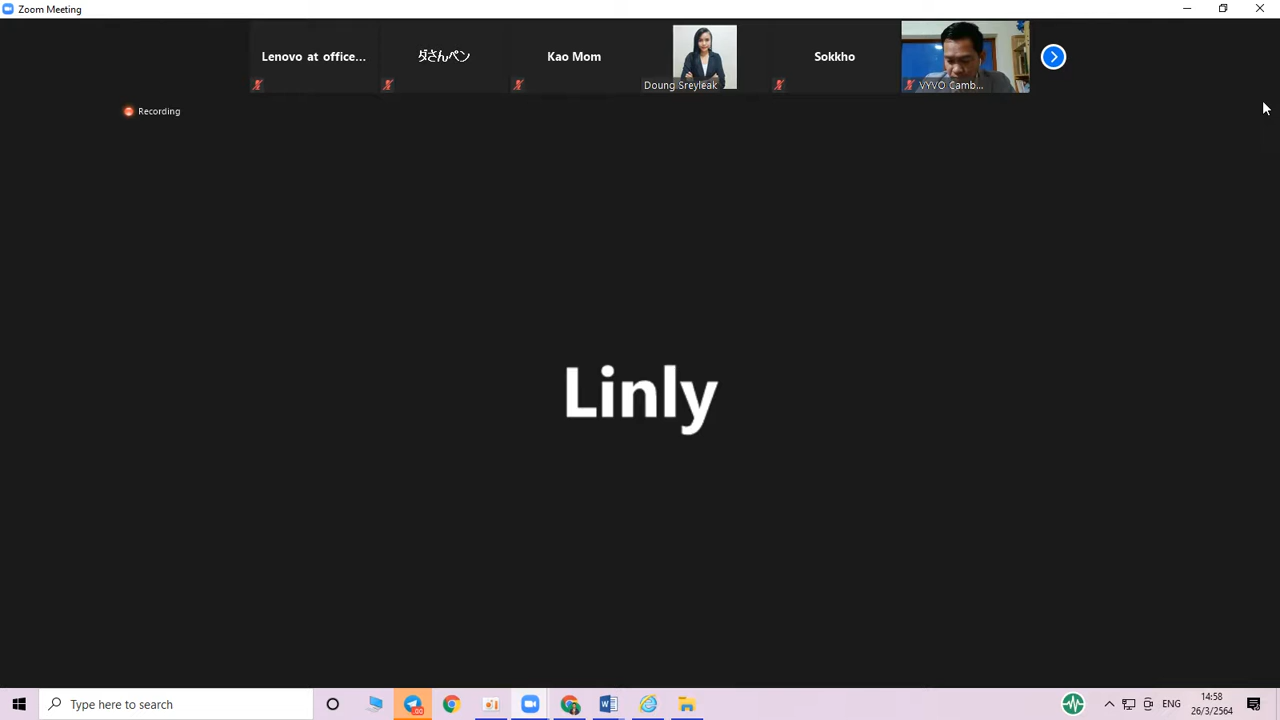 Zoom Meeting
Lenovo at office...
ダさんペン
Kao Mom
Doung Sreyleak
Sokkho
VYVO Camb...
Recording
Linly
Type here to search
ENG
14:58
26/3/2564